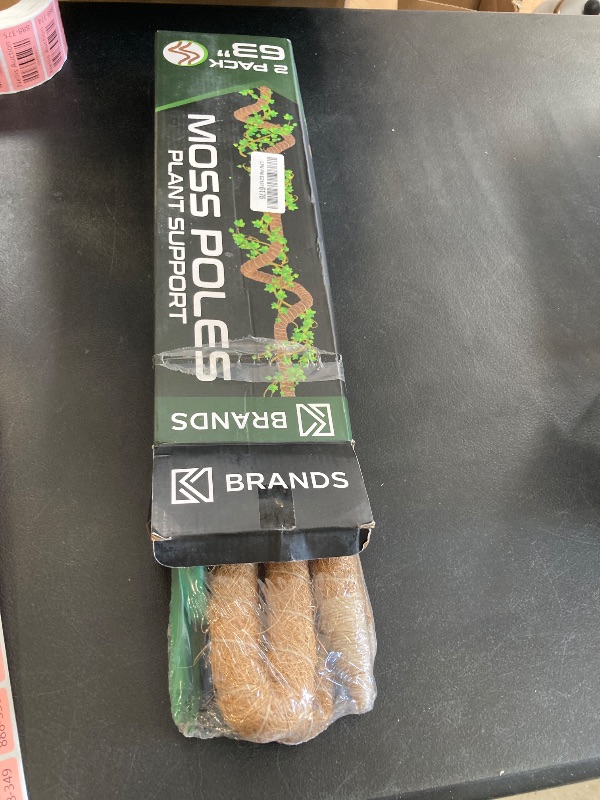 2 PACK
63"
MOSS POLES
PLANT SUPPORT
BRANDS
BRANDS